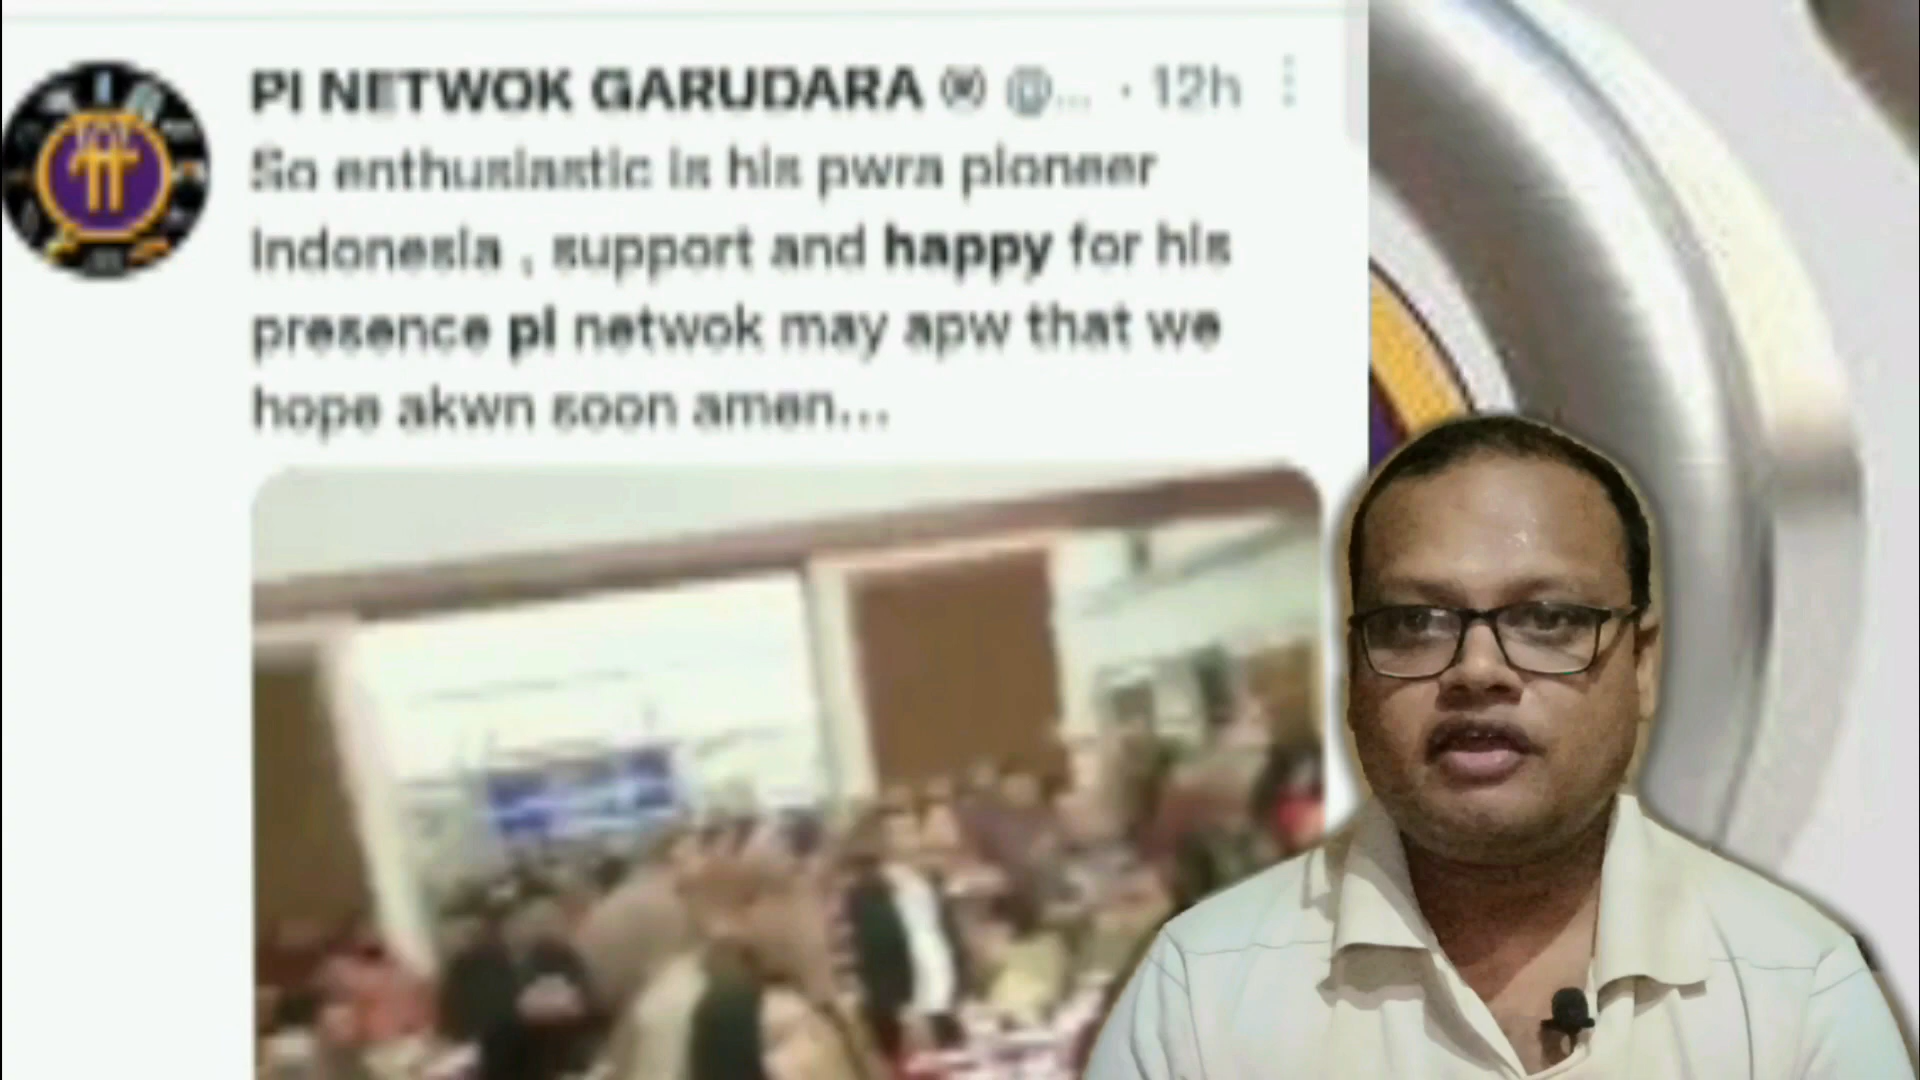 PI NETWOK GARUDARA @... · 12h
So enthusiastic is his pwra pioneer
Indonesia , support and happy for his
presence pi netwok may apw that we
hope akwn soon amen...